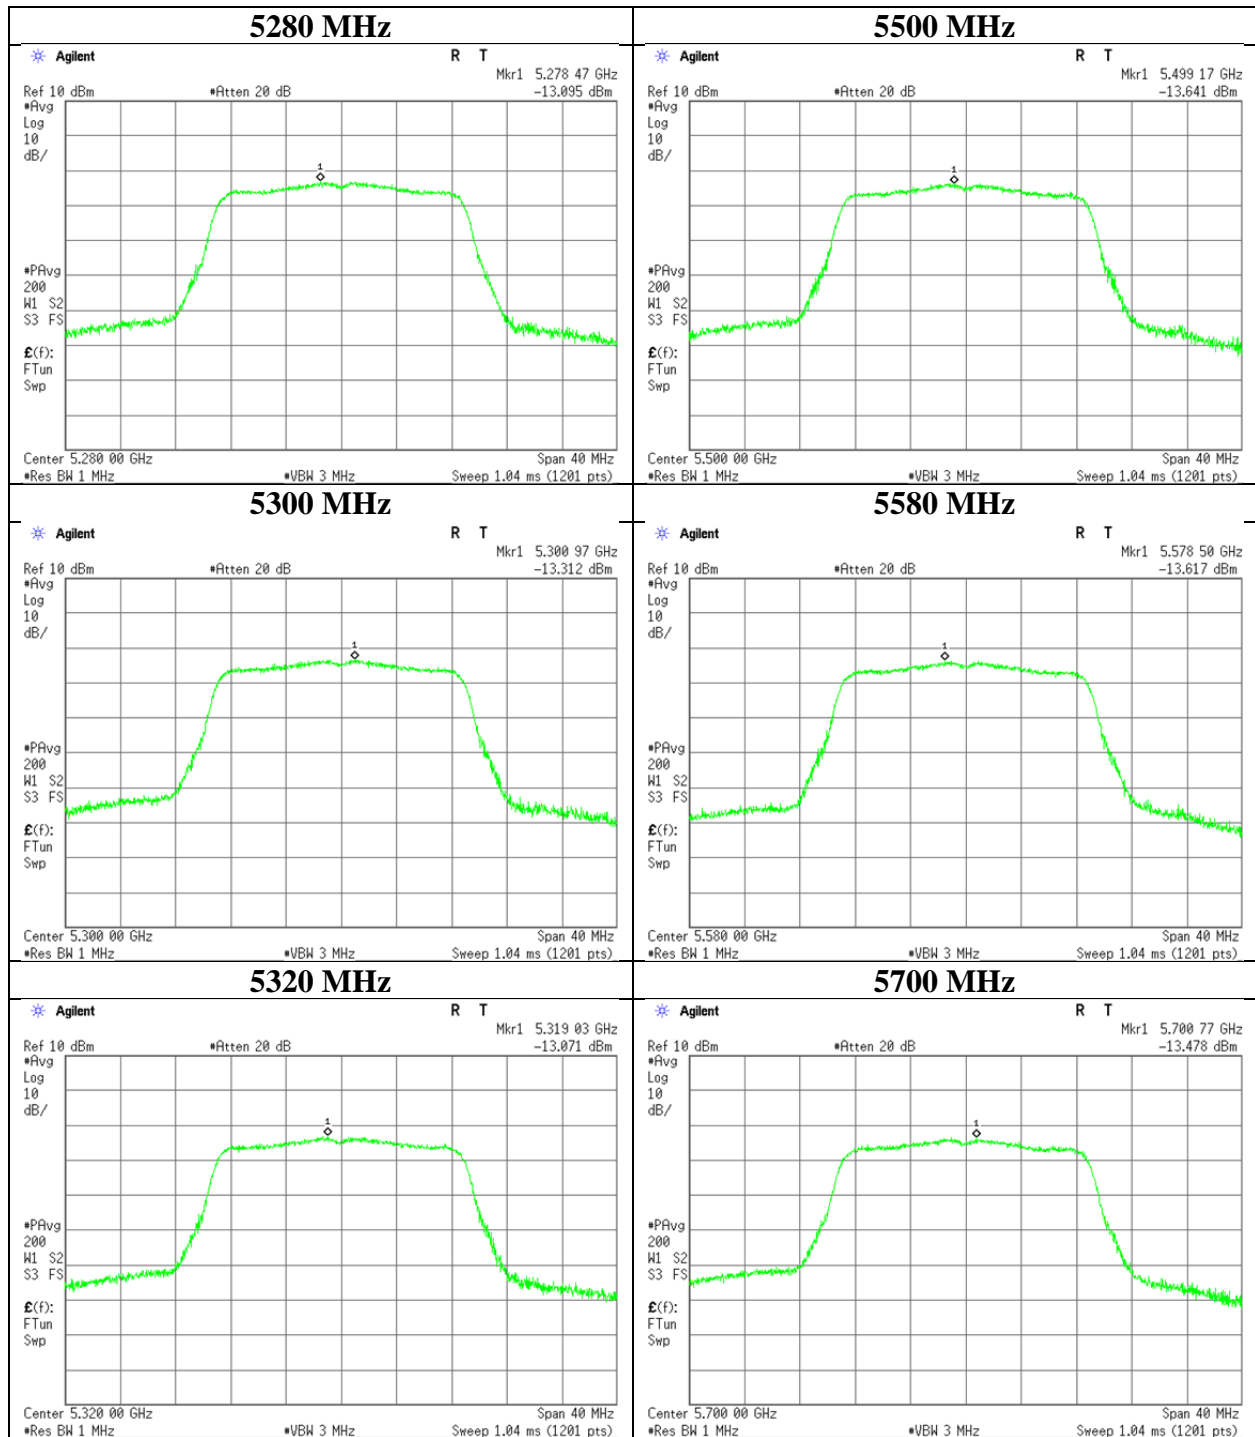 5280 MHz
Agilent
R T
Mkr1 5.278 47 GHz
Ref 10 dBm #Atten 20 dB -13.095 dBm
#Avg
Log
10
dB/
1
#PAvg
200
W1 S2
S3 FS
£(f):
FTun
Swp
Center 5.280 00 GHz Span 40 MHz
#Res BW 1 MHz #VBW 3 MHz Sweep 1.04 ms (1201 pts)
5500 MHz
Agilent
R T
Mkr1 5.499 17 GHz
Ref 10 dBm #Atten 20 dB -13.641 dBm
#Avg
Log
10
dB/
1
#PAvg
200
W1 S2
S3 FS
£(f):
FTun
Swp
Center 5.500 00 GHz Span 40 MHz
#Res BW 1 MHz #VBW 3 MHz Sweep 1.04 ms (1201 pts)
5300 MHz
Agilent
R T
Mkr1 5.300 97 GHz
Ref 10 dBm #Atten 20 dB -13.312 dBm
#Avg
Log
10
dB/
1
#PAvg
200
W1 S2
S3 FS
£(f):
FTun
Swp
Center 5.300 00 GHz Span 40 MHz
#Res BW 1 MHz #VBW 3 MHz Sweep 1.04 ms (1201 pts)
5580 MHz
Agilent
R T
Mkr1 5.578 50 GHz
Ref 10 dBm #Atten 20 dB -13.617 dBm
#Avg
Log
10
dB/
1
#PAvg
200
W1 S2
S3 FS
£(f):
FTun
Swp
Center 5.580 00 GHz Span 40 MHz
#Res BW 1 MHz #VBW 3 MHz Sweep 1.04 ms (1201 pts)
5320 MHz
Agilent
R T
Mkr1 5.319 03 GHz
Ref 10 dBm #Atten 20 dB -13.071 dBm
#Avg
Log
10
dB/
1
#PAvg
200
W1 S2
S3 FS
£(f):
FTun
Swp
Center 5.320 00 GHz Span 40 MHz
#Res BW 1 MHz #VBW 3 MHz Sweep 1.04 ms (1201 pts)
5700 MHz
Agilent
R T
Mkr1 5.700 77 GHz
Ref 10 dBm #Atten 20 dB -13.478 dBm
#Avg
Log
10
dB/
1
#PAvg
200
W1 S2
S3 FS
£(f):
FTun
Swp
Center 5.700 00 GHz Span 40 MHz
#Res BW 1 MHz #VBW 3 MHz Sweep 1.04 ms (1201 pts)